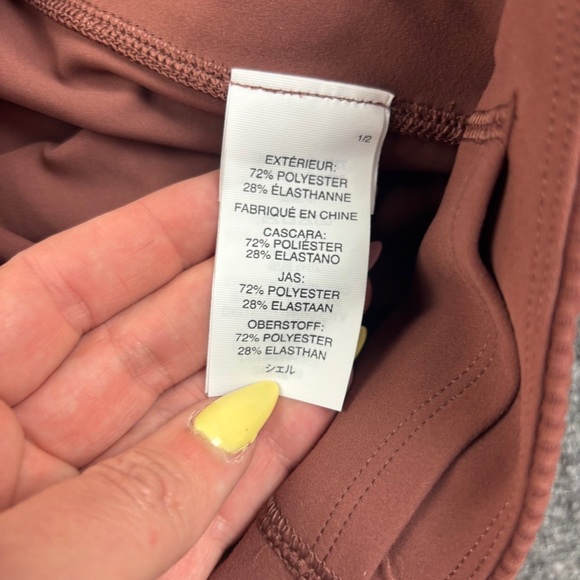 1/2
EXTÉRIEUR:
72% POLYESTER
28% ÉLASTHANNE
FABRIQUÉ EN CHINE
CASCARA:
72% POLIÉSTER
28% ELASTANO
JAS:
72% POLYESTER
28% ELASTAAN
OBERSTOFF:
72% POLYESTER
28% ELASTHAN
シェル